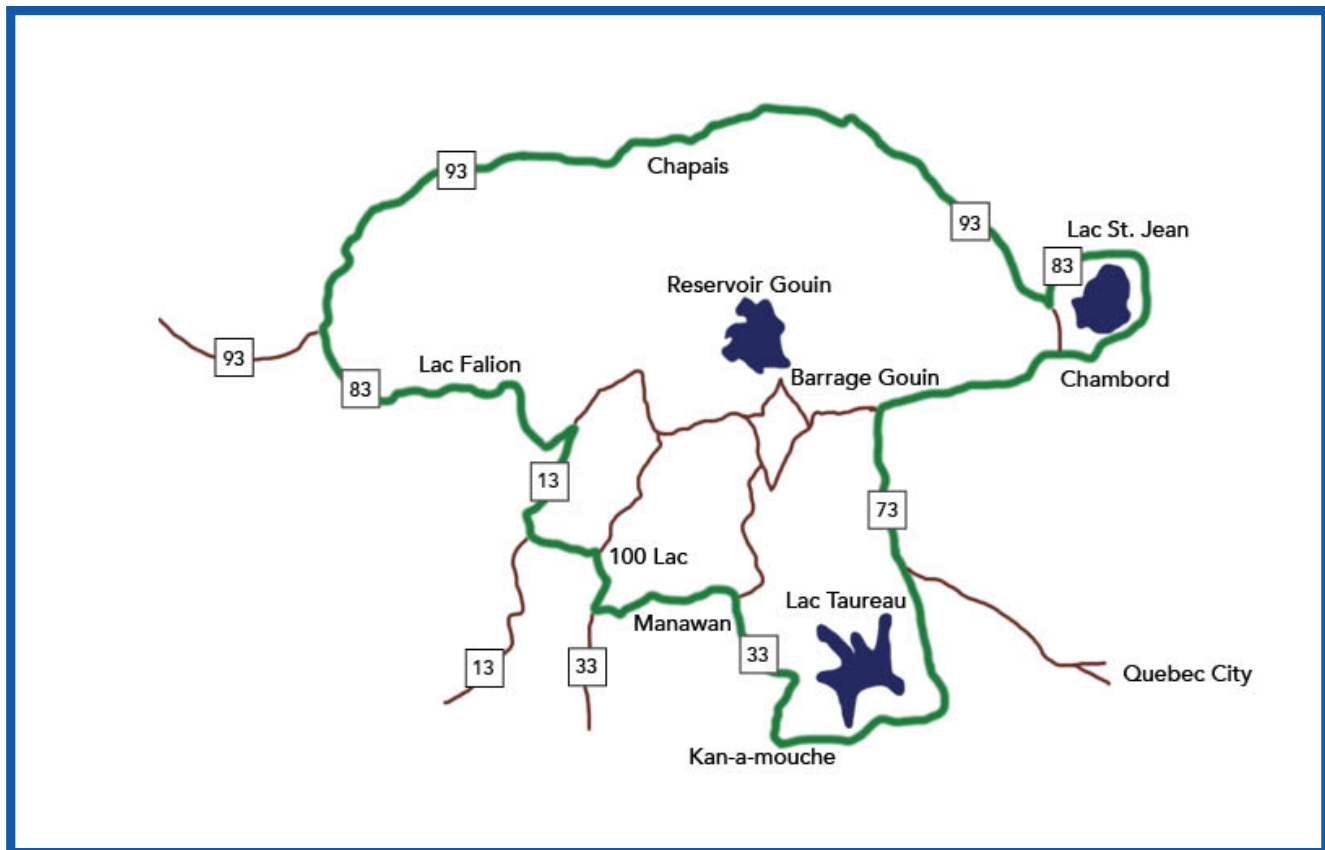 93
Chapais
93
Lac St. Jean
83
Reservoir Gouin
93
Lac Falion
83
Barrage Gouin
Chambord
13
73
100 Lac
Lac Taureau
Manawan
33
13
33
Quebec City
Kan-a-mouche